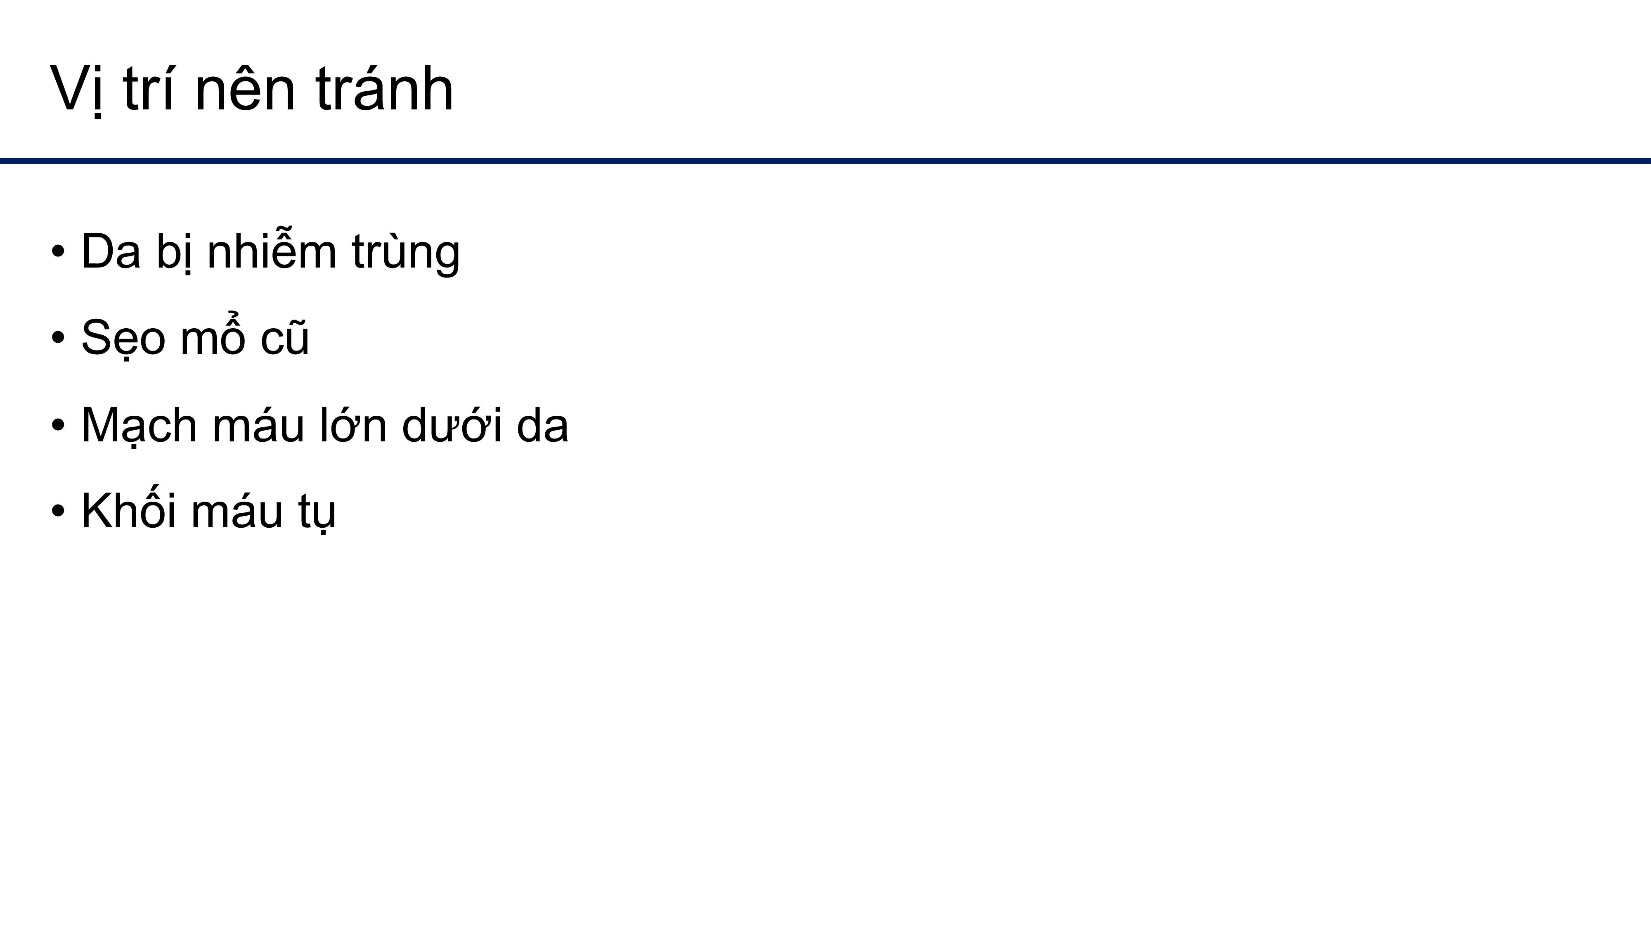 Vị trí nên tránh
• Da bị nhiễm trùng
• Sẹo mổ cũ
• Mạch máu lớn dưới da
• Khối máu tụ